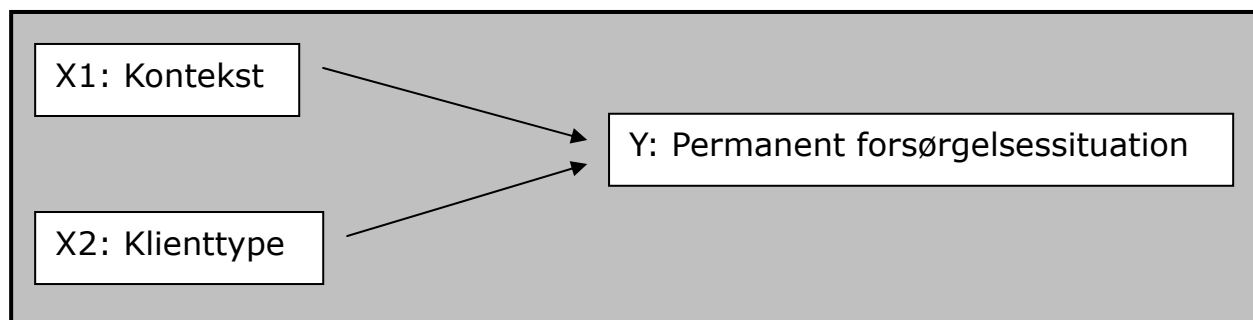 X1: Kontekst
Y: Permanent forsørgelsessituation
X2: Klienttype